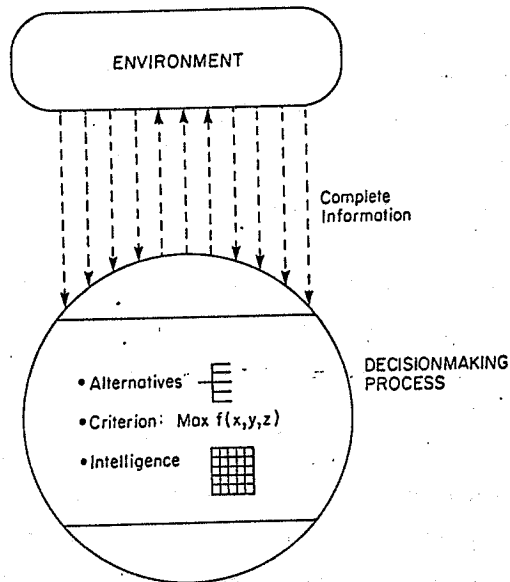 ENVIRONMENT
Complete
Information
DECISIONMAKING
PROCESS
• Alternatives
• Criterion: Max f(x,y,z)
• Intelligence